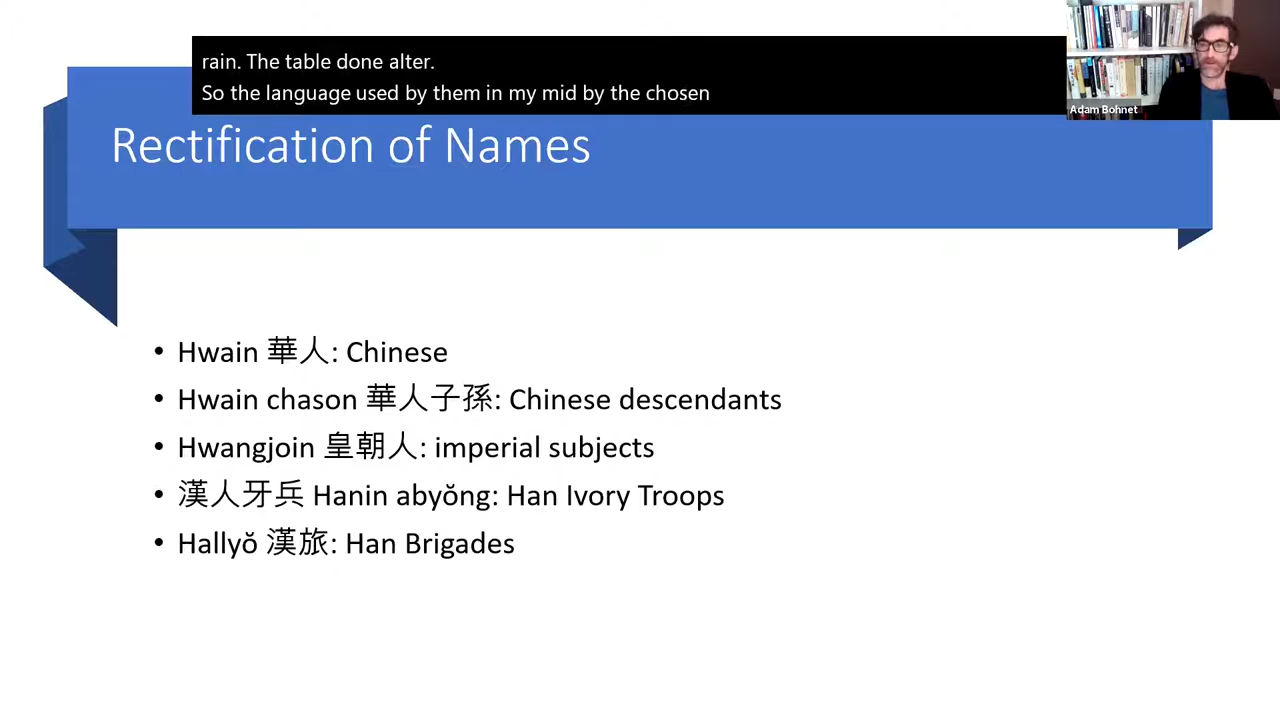 rain. The table done alter.
So the language used by them in my mid by the chosen
Adam Bohnet
Rectification of Names
• Hwain 華人: Chinese
• Hwain chason 華人子孫: Chinese descendants
• Hwangjoin 皇朝人: imperial subjects
• 漢人牙兵 Hanin abyŏng: Han Ivory Troops
• Hallyŏ 漢旅: Han Brigades